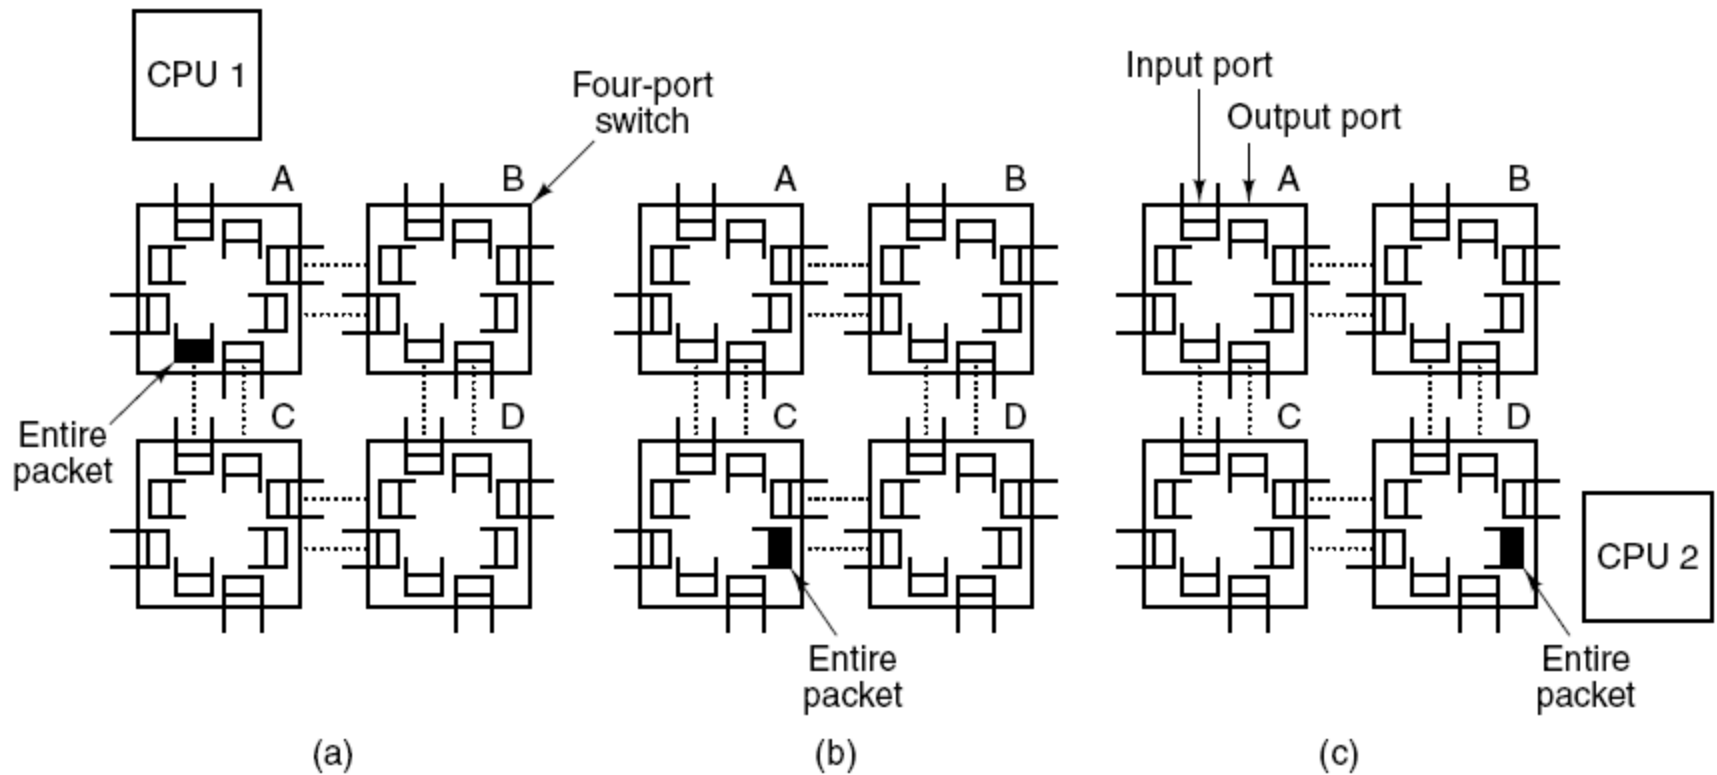 CPU 1
Four-port
switch
A
B
C
D
Entire
packet
(a)
A
B
C
D
Entire
packet
(b)
Input port
Output port
A
B
C
D
CPU 2
Entire
packet
(c)